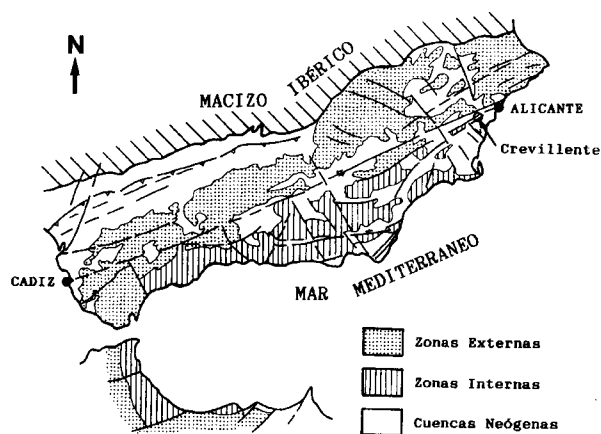 N
MACIZO IBÉRICO
ALICANTE
Crevillente
CADIZ
MAR MEDITERRANEO
Zonas Externas
Zonas Internas
Cuencas Neógenas